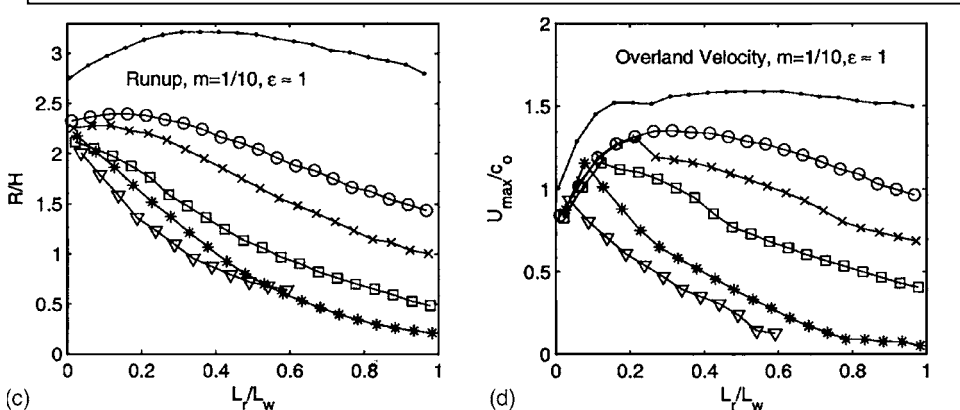 Runup, m=1/10, ε ≈ 1
R/H
3
2.5
2
1.5
1
0.5
0
0 0.2 0.4 0.6 0.8 1
L_r/L_w
(c)
Overland Velocity, m=1/10, ε ≈ 1
U_max/c_o
2
1.5
1
0.5
0
0 0.2 0.4 0.6 0.8 1
L_r/L_w
(d)